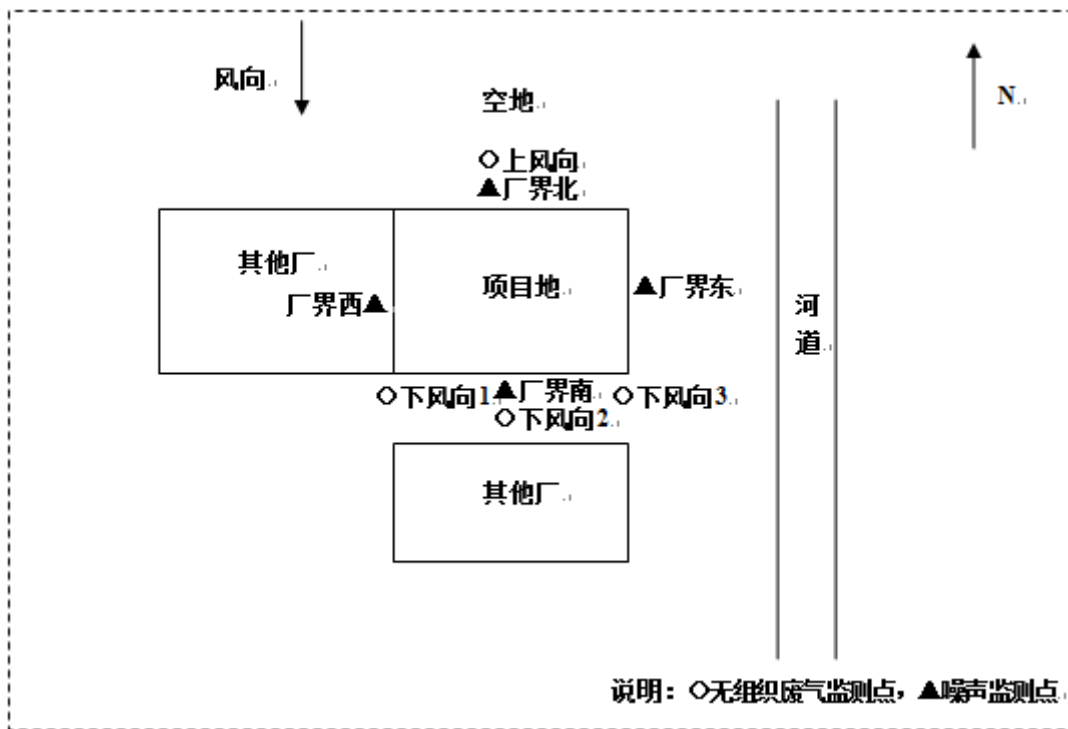 风向
空地
N
○上风向
▲厂界北
其他厂
项目地
厂界西▲
▲厂界东
河
道
○下风向1
▲厂界南
○下风向3
○下风向2
其他厂
说明：○无组织废气监测点，▲噪声监测点